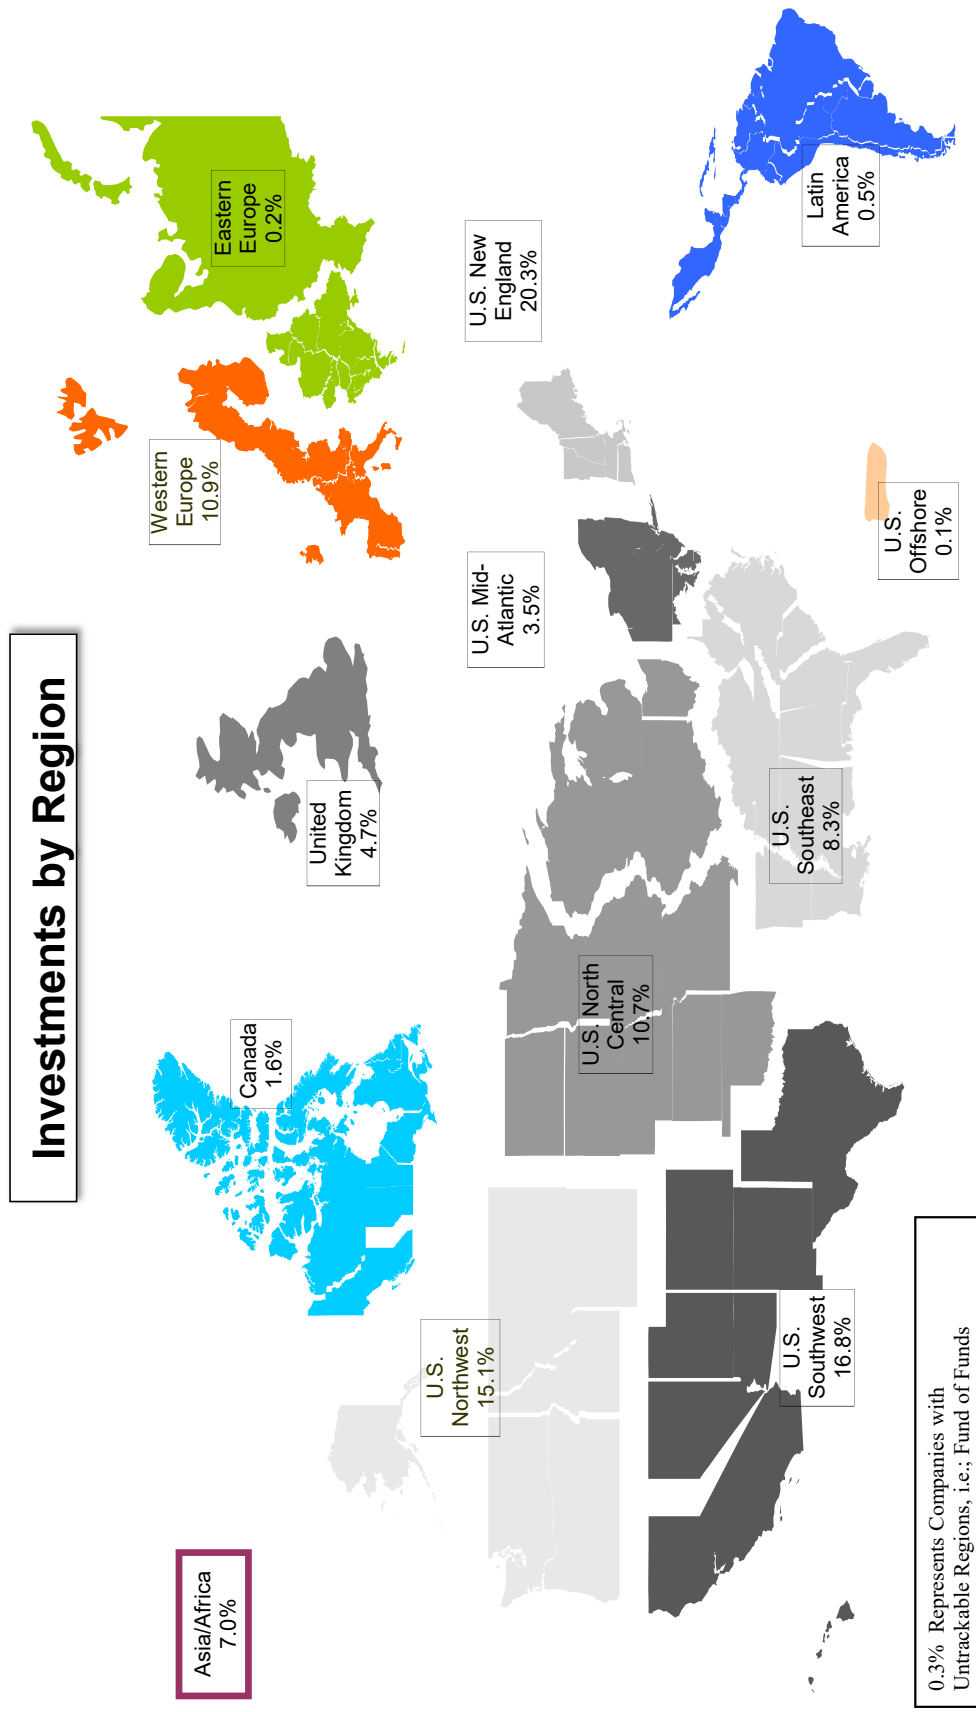 Investments by Region
Asia/Africa
7.0%
Canada
1.6%
United
Kingdom
4.7%
Western
Europe
10.9%
Eastern
Europe
0.2%
U.S.
Northwest
15.1%
U.S. North
Central
10.7%
U.S. Mid-
Atlantic
3.5%
U.S. New
England
20.3%
U.S.
Southwest
16.8%
U.S.
Southeast
8.3%
U.S.
Offshore
0.1%
Latin
America
0.5%
0.3% Represents Companies with
Untrackable Regions, i.e.; Fund of Funds